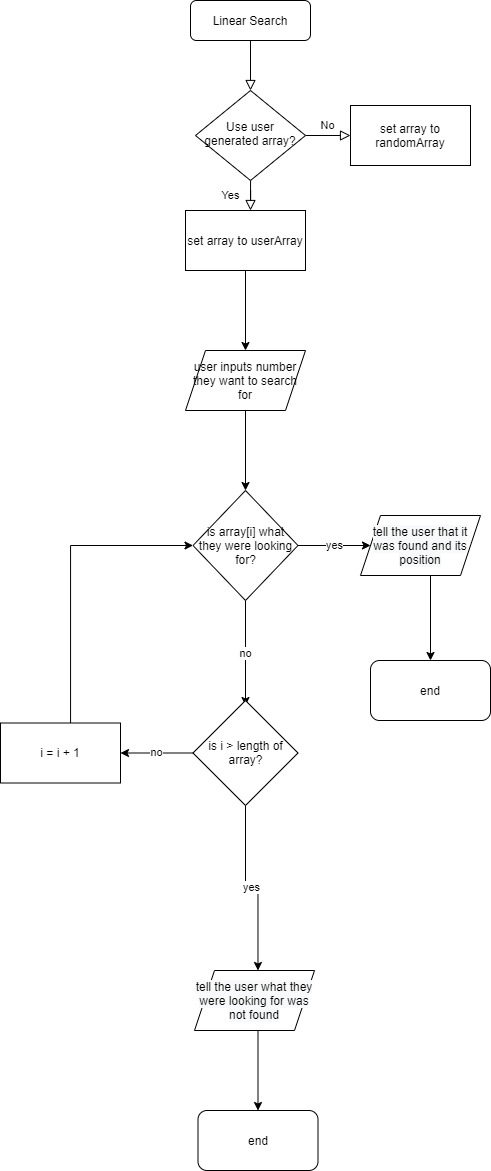 Linear Search
Use user
generated array?
No
set array to
randomArray
Yes
set array to userArray
user inputs number
they want to search
for
is array[i] what
they were looking
for?
yes
tell the user that it
was found and its
position
end
no
is i > length of
array?
no
i = i + 1
yes
tell the user what they
were looking for was
not found
end